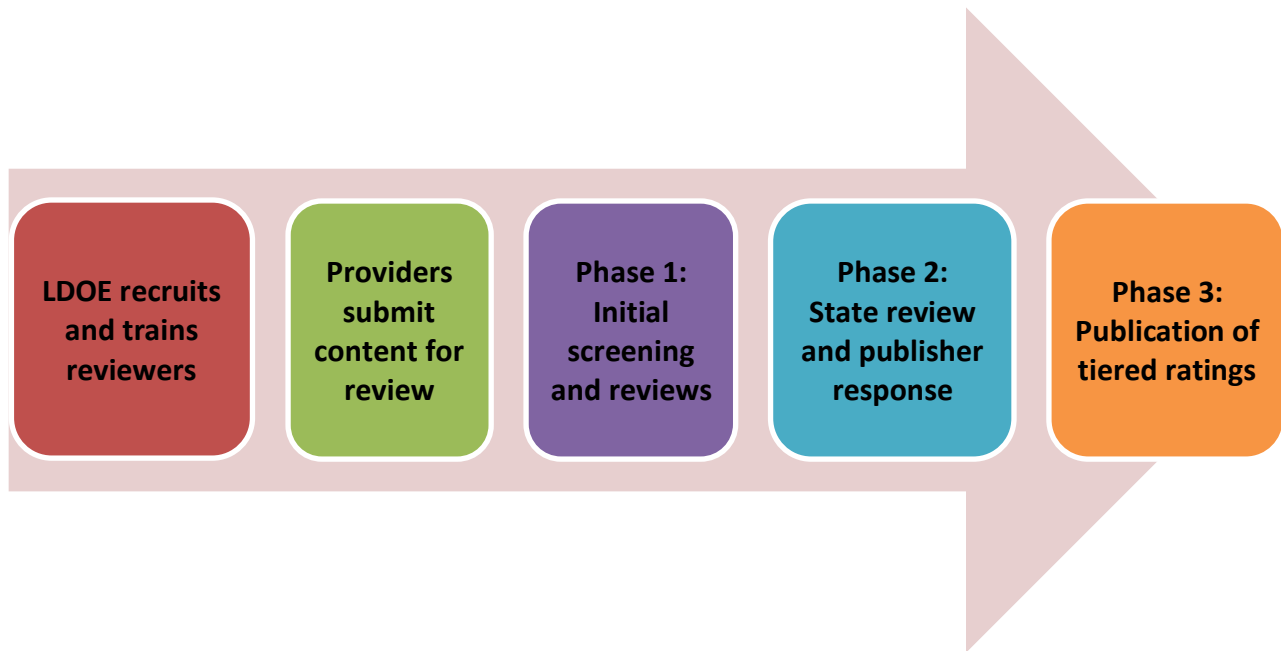 LDOE recruits
and trains
reviewers
Providers
submit
content for
review
Phase 1:
Initial
screening
and reviews
Phase 2:
State review
and publisher
response
Phase 3:
Publication of
tiered ratings